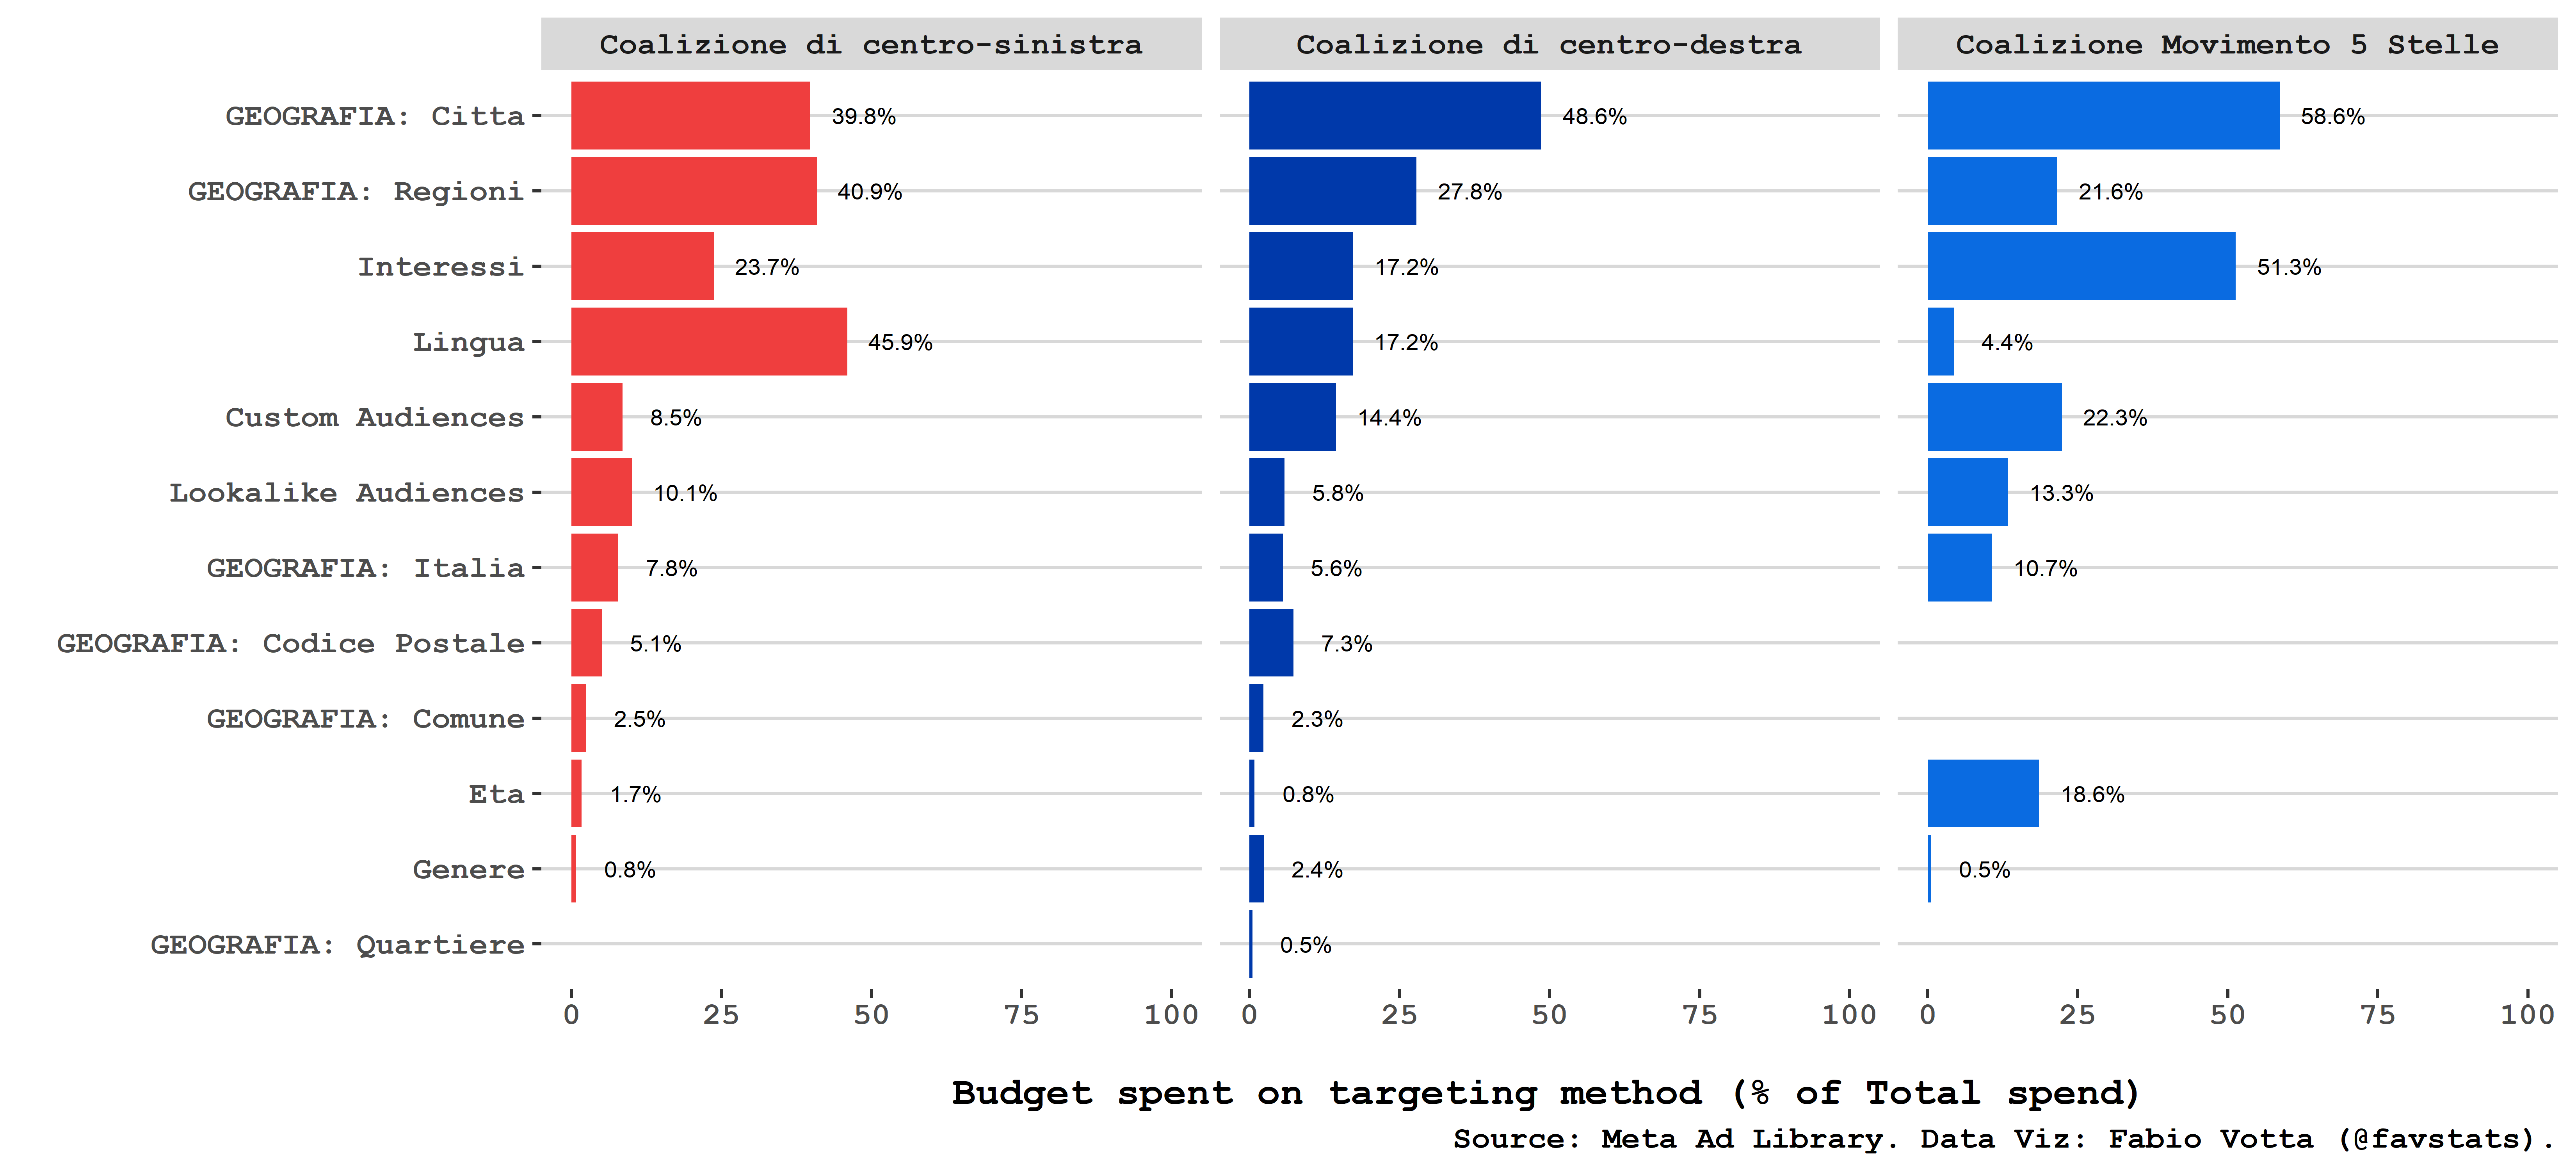 Coalizione di centro-sinistra Coalizione di centro-destra Coalizione Movimento 5 Stelle
GEOGRAFIA: Citta 39.8% 48.6% 58.6%
GEOGRAFIA: Regioni 40.9% 27.8% 21.6%
Interessi 23.7% 17.2% 51.3%
Lingua 45.9% 17.2% 4.4%
Custom Audiences 8.5% 14.4% 22.3%
Lookalike Audiences 10.1% 5.8% 13.3%
GEOGRAFIA: Italia 7.8% 5.6% 10.7%
GEOGRAFIA: Codice Postale 5.1% 7.3%
GEOGRAFIA: Comune 2.5% 2.3%
Eta 1.7% 0.8% 18.6%
Genere 0.8% 2.4% 0.5%
GEOGRAFIA: Quartiere 0.5%
0 25 50 75 100 0 25 50 75 100 0 25 50 75 100
Budget spent on targeting method (% of Total spend)
Source: Meta Ad Library. Data Viz: Fabio Votta (@favstats).